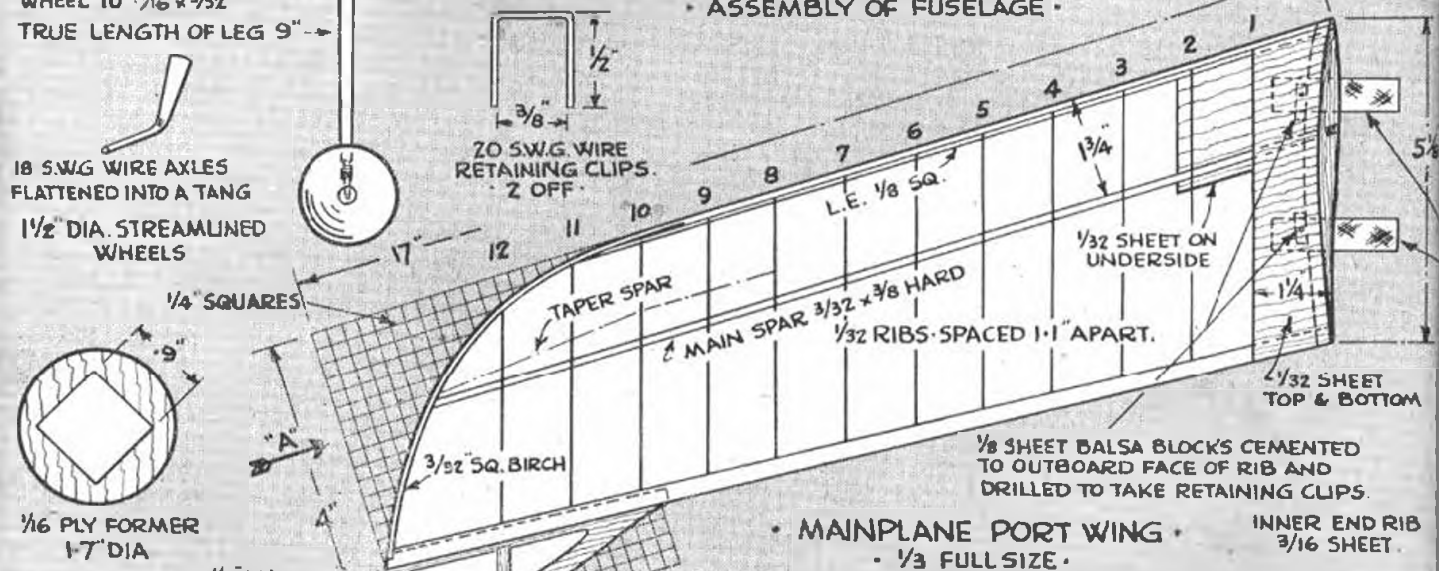 WHEEL TO 1/16 x 3/32
TRUE LENGTH OF LEG 9"
18 S.W.G WIRE AXLES
FLATTENED INTO A TANG
1 1/2" DIA. STREAMLINED
WHEELS
1/2"
3/8"
20 S.W.G. WIRE
RETAINING CLIPS.
· 2 OFF ·
· ASSEMBLY OF FUSELAGE ·
1
2
3
4
5
6
7
8
9
10
11
12
1 3/4"
L.E. 1/8 SQ.
17"
1/4" SQUARES
TAPER SPAR
MAIN SPAR 3/32 x 3/8 HARD
1/32 RIBS·SPACED 1·1" APART.
1/32 SHEET ON
UNDERSIDE
1 1/4
5 1/8
1/32 SHEET
TOP & BOTTOM
·9"
"A"
4"
3/32" SQ. BIRCH
1/16 PLY FORMER
1·7" DIA
1/8 SHEET BALSA BLOCKS CEMENTED
TO OUTBOARD FACE OF RIB AND
DRILLED TO TAKE RETAINING CLIPS.
· MAINPLANE PORT WING ·
· 1/3 FULL SIZE ·
INNER END RIB
3/16 SHEET.